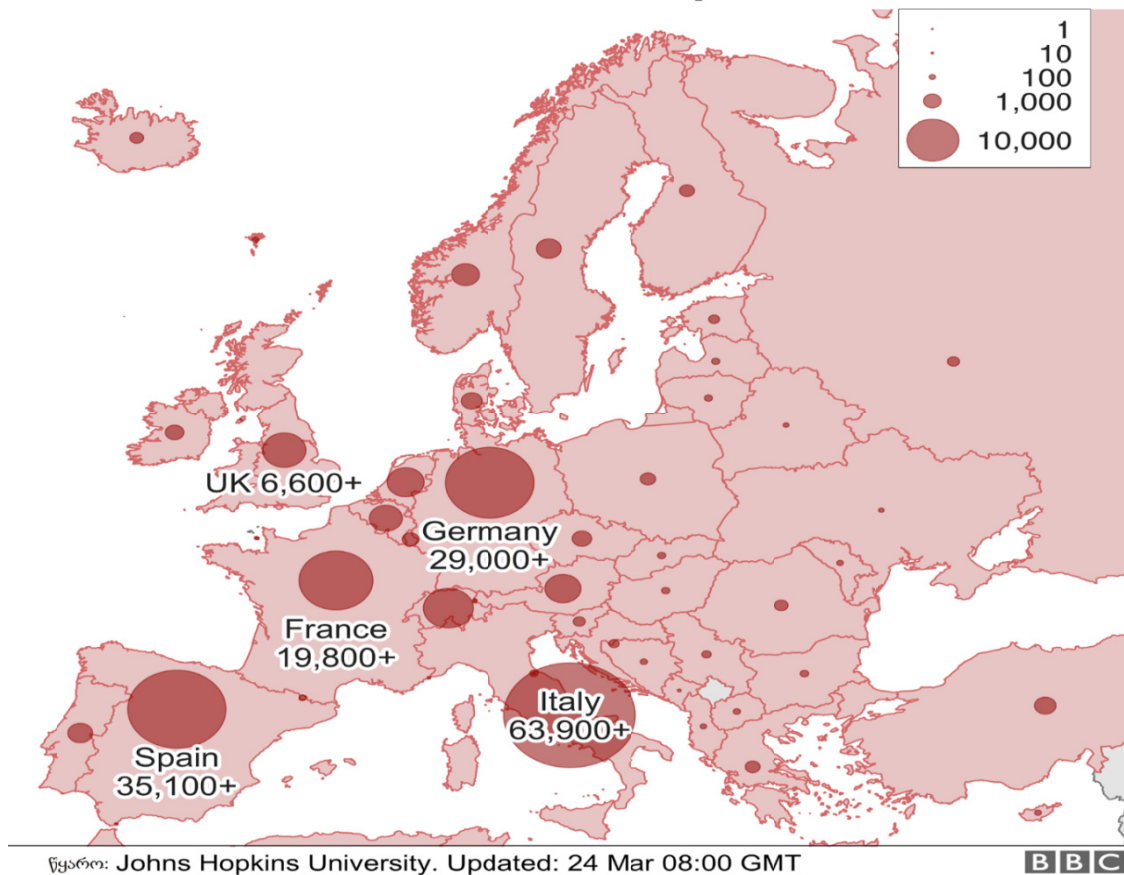 1
10
100
1,000
10,000
UK 6,600+
Germany
29,000+
France
19,800+
Italy
63,900+
Spain
35,100+
წყარო: Johns Hopkins University. Updated: 24 Mar 08:00 GMT
BBC